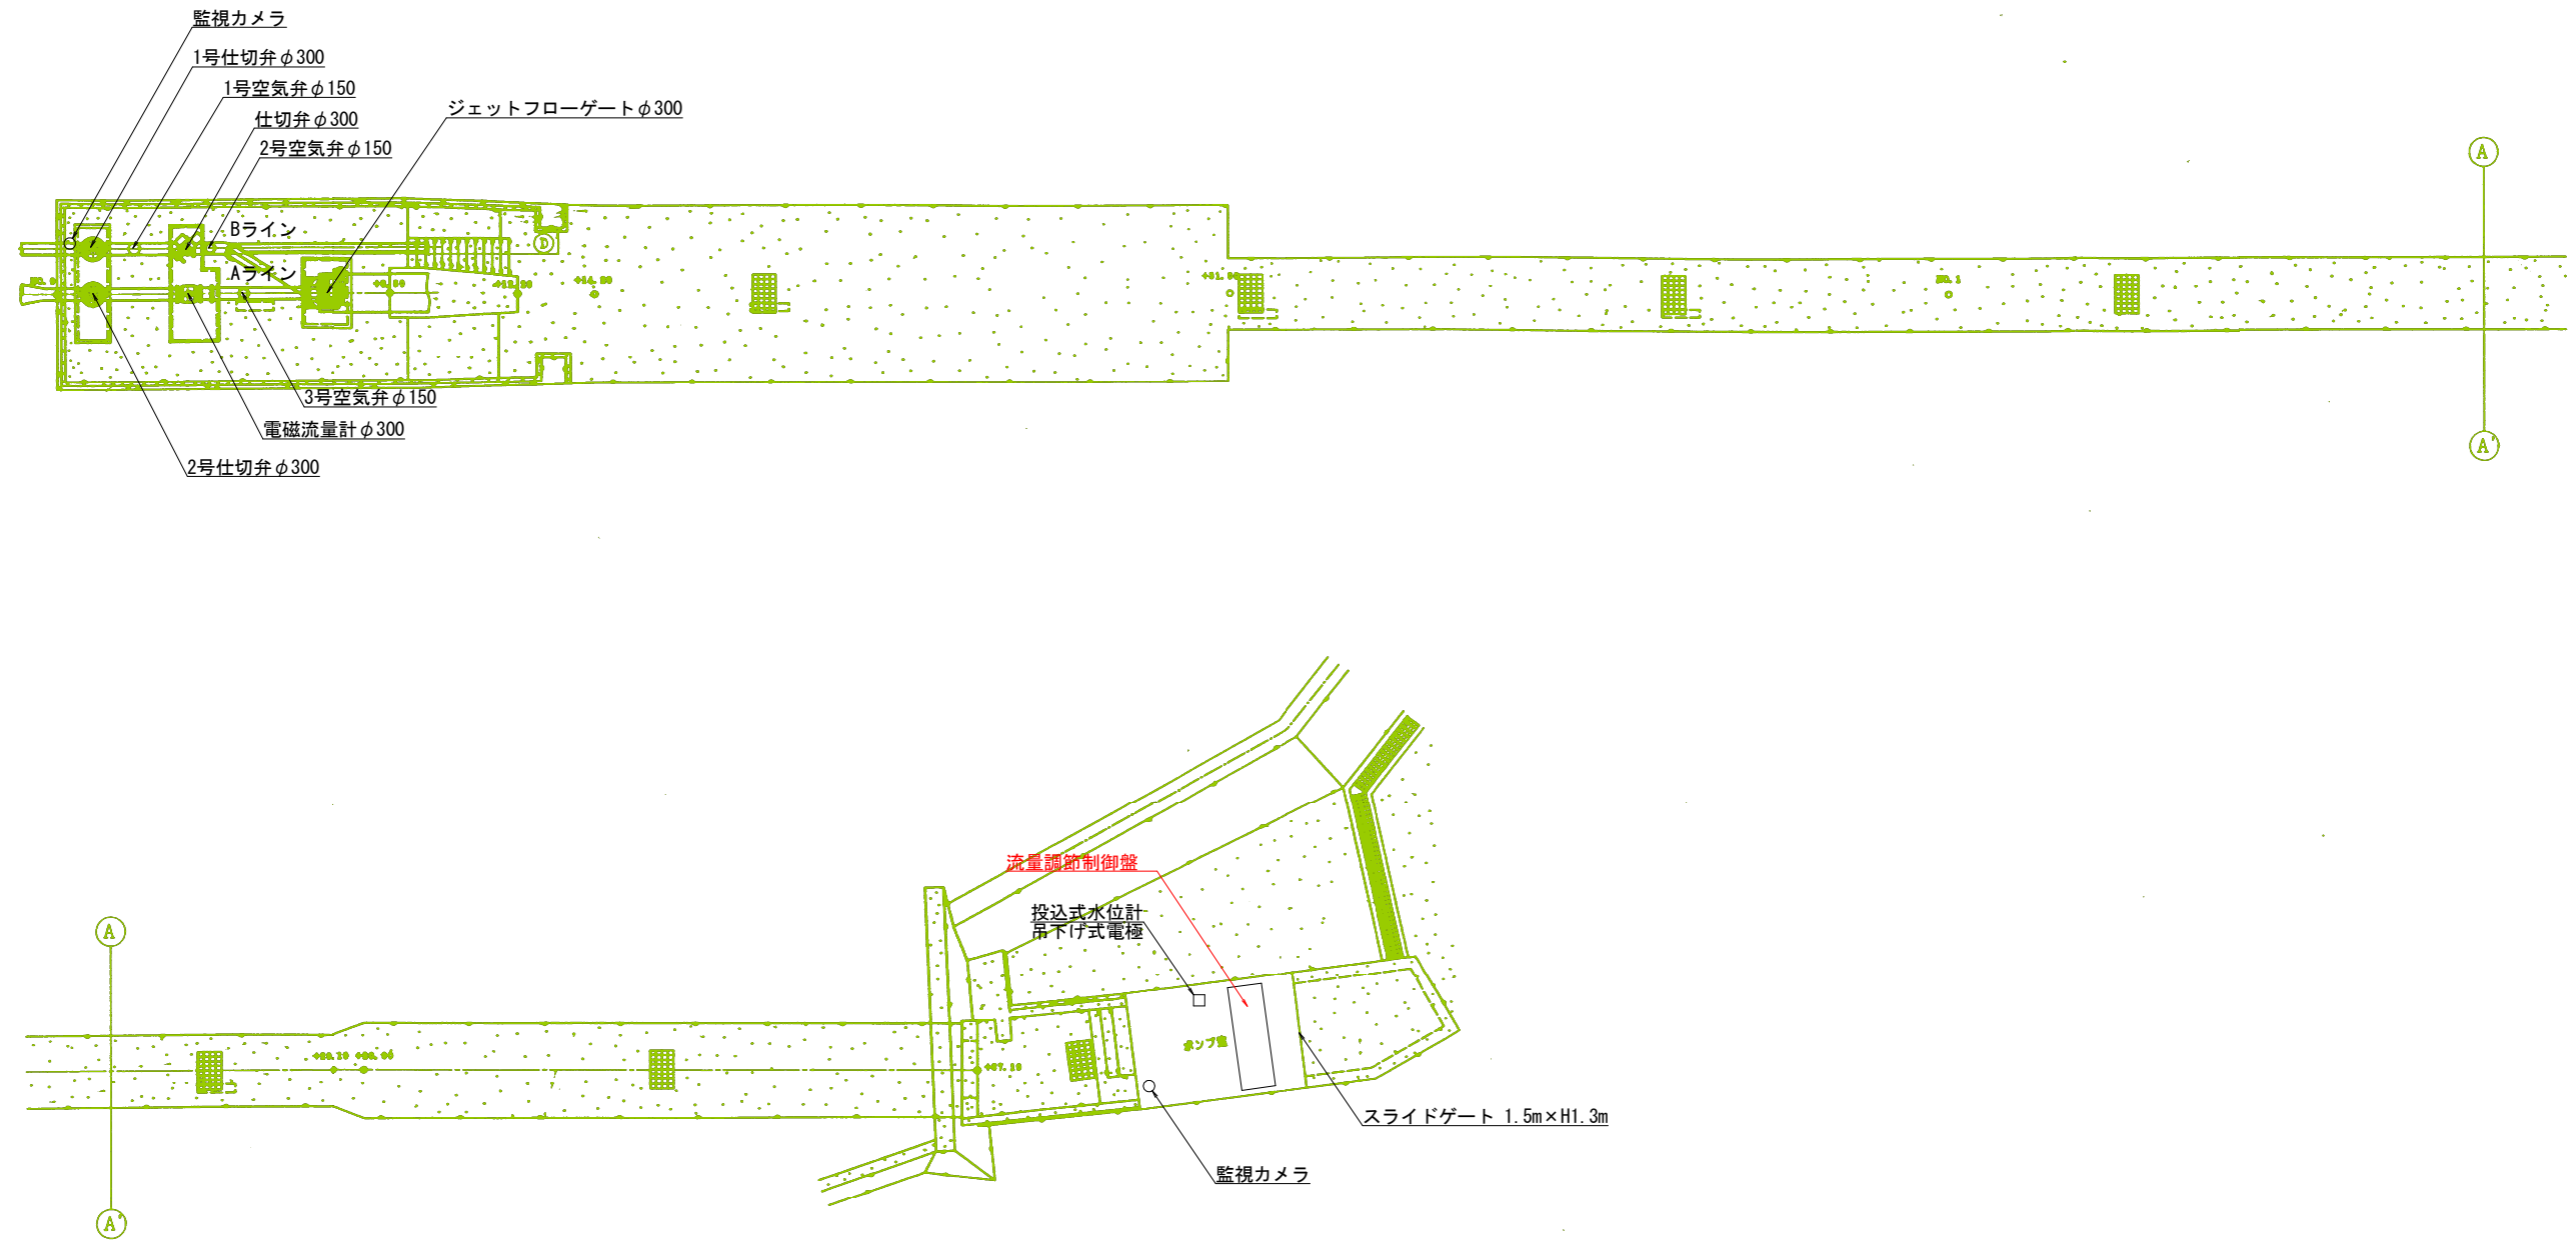 監視カメラ
1号仕切弁φ300
1号空気弁φ150
仕切弁φ300
2号空気弁φ150
ジェットフローゲートφ300
A
Bライン
D
Aライン
NO.1
3号空気弁φ150
電磁流量計φ300
2号仕切弁φ300
A'
流量調節制御盤
投込式水位計
吊下げ式電極
A
ポンプ室
スライドゲート 1.5m×H1.3m
監視カメラ
A'